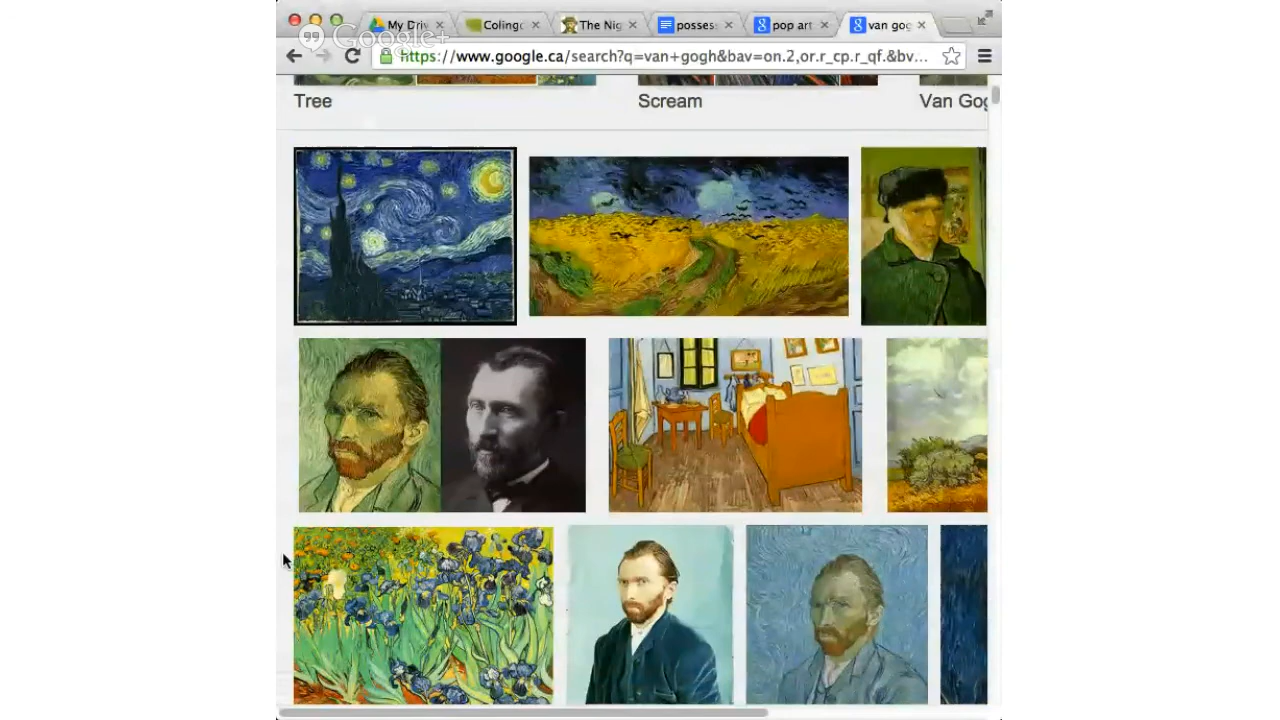 My Driv
Colingo
The Nig
posses
pop art
van gog
Google+
https://www.google.ca/search?q=van+gogh&bav=on.2,or.r_cp.r_qf.&bv...
Tree
Scream
Van Gog